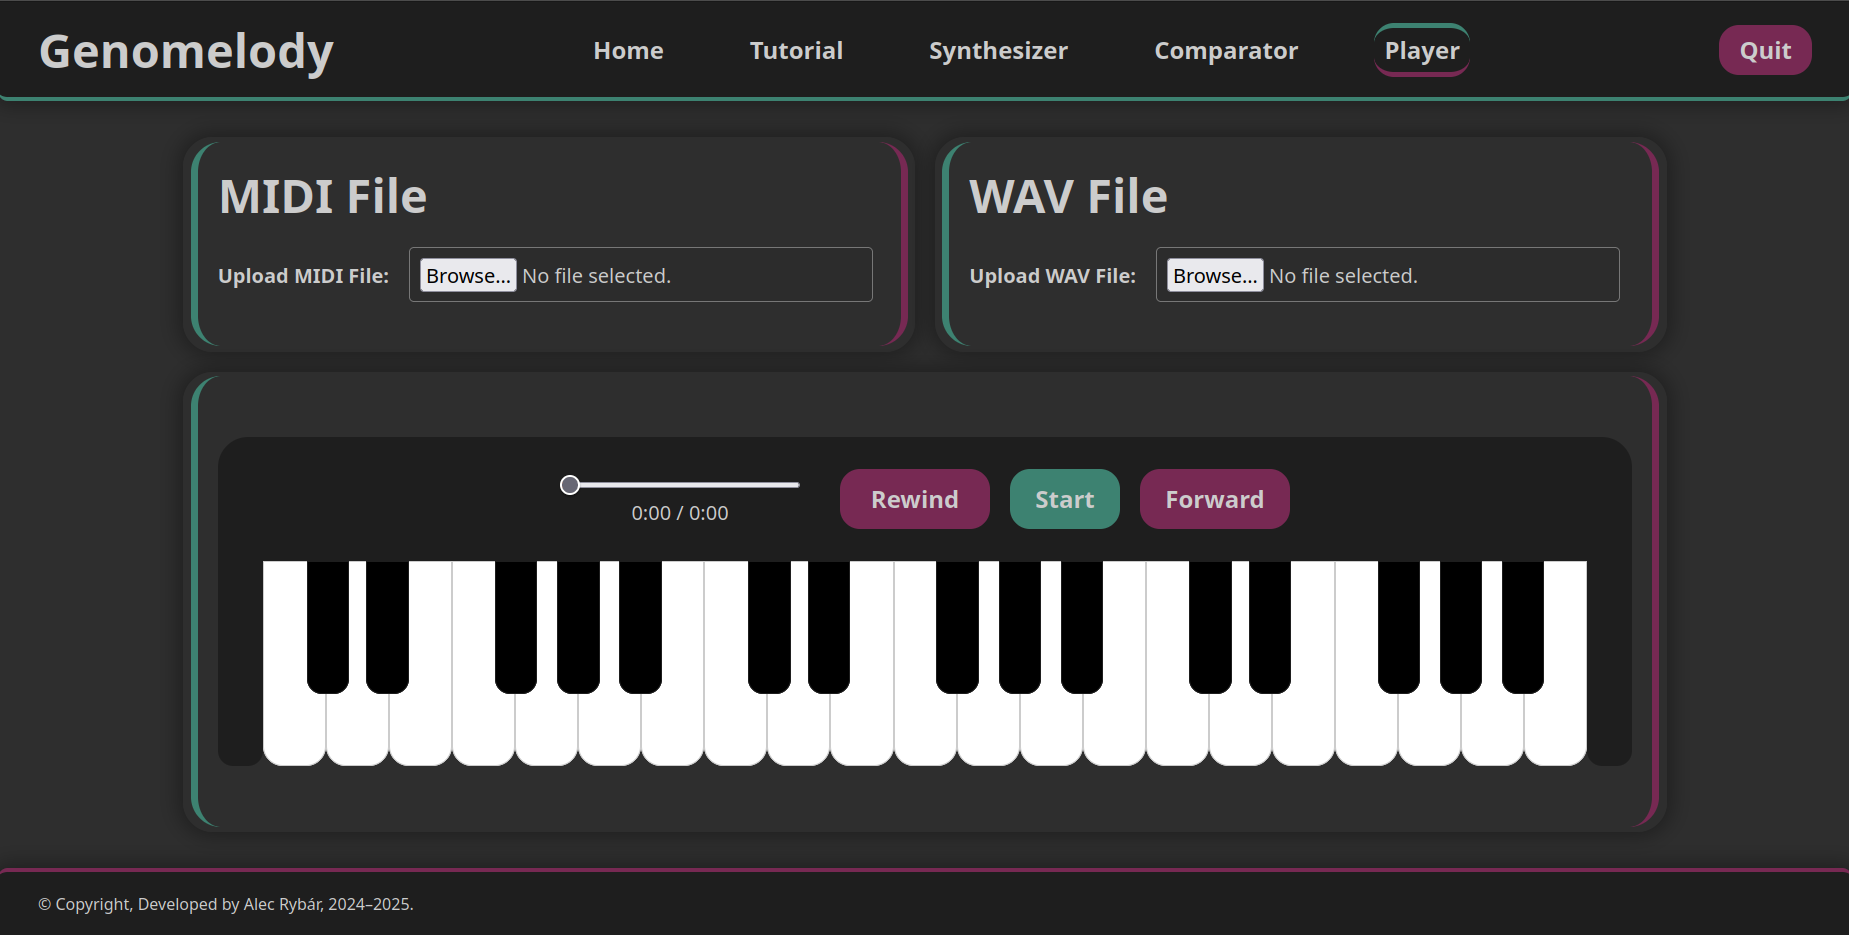 Genomelody
Home
Tutorial
Synthesizer
Comparator
Player
Quit
MIDI File
Upload MIDI File:
Browse...
No file selected.
WAV File
Upload WAV File:
Browse...
No file selected.
0:00 / 0:00
Rewind
Start
Forward
© Copyright, Developed by Alec Rybár, 2024–2025.